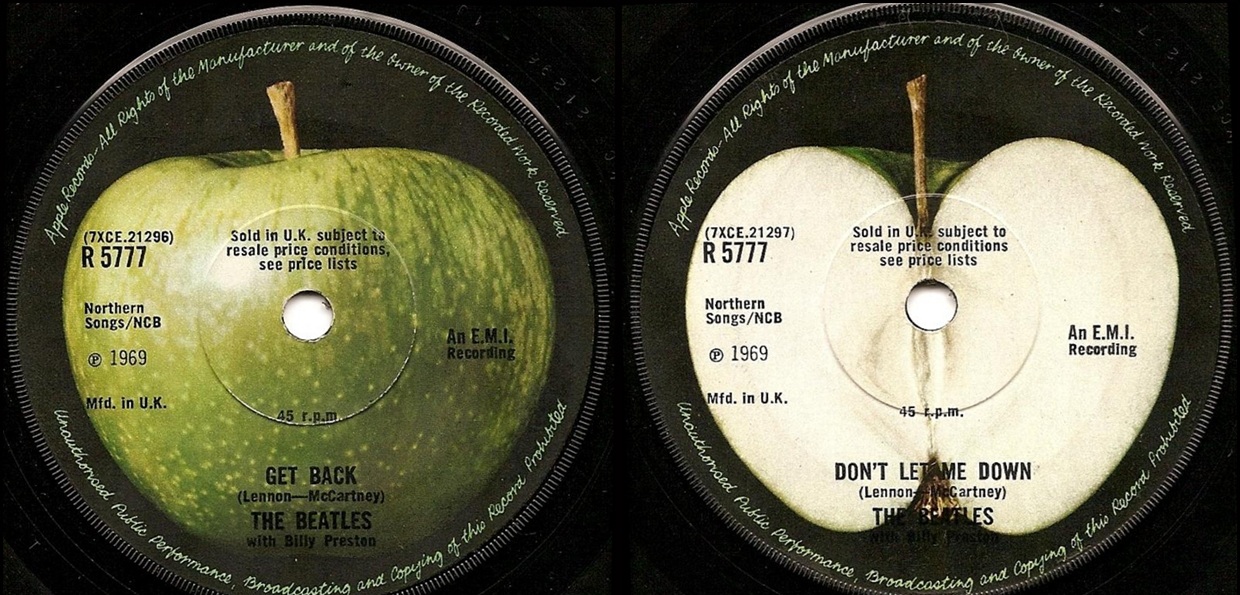 Apple Records–All Rights of the Manufacturer and of the Owner of the Recorded Work Reserved
(7XCE.21296)
R 5777
Sold in U.K. subject to
resale price conditions,
see price lists
Northern
Songs/NCB
℗ 1969
An E.M.I.
Recording
Mfd. in U.K.
45 r.p.m.
GET BACK
(Lennon—McCartney)
THE BEATLES
with Billy Preston
Unauthorised Public Performance, Broadcasting and Copying of this Record Prohibited
Apple Records–All Rights of the Manufacturer and of the Owner of the Recorded Work Reserved
(7XCE.21297)
R 5777
Sold in U.K. subject to
resale price conditions
see price lists
Northern
Songs/NCB
℗ 1969
An E.M.I.
Recording
Mfd. in U.K.
45 r.p.m.
DON'T LET ME DOWN
(Lennon—McCartney)
THE BEATLES
with Billy Preston
Unauthorised Public Performance, Broadcasting and Copying of this Record Prohibited